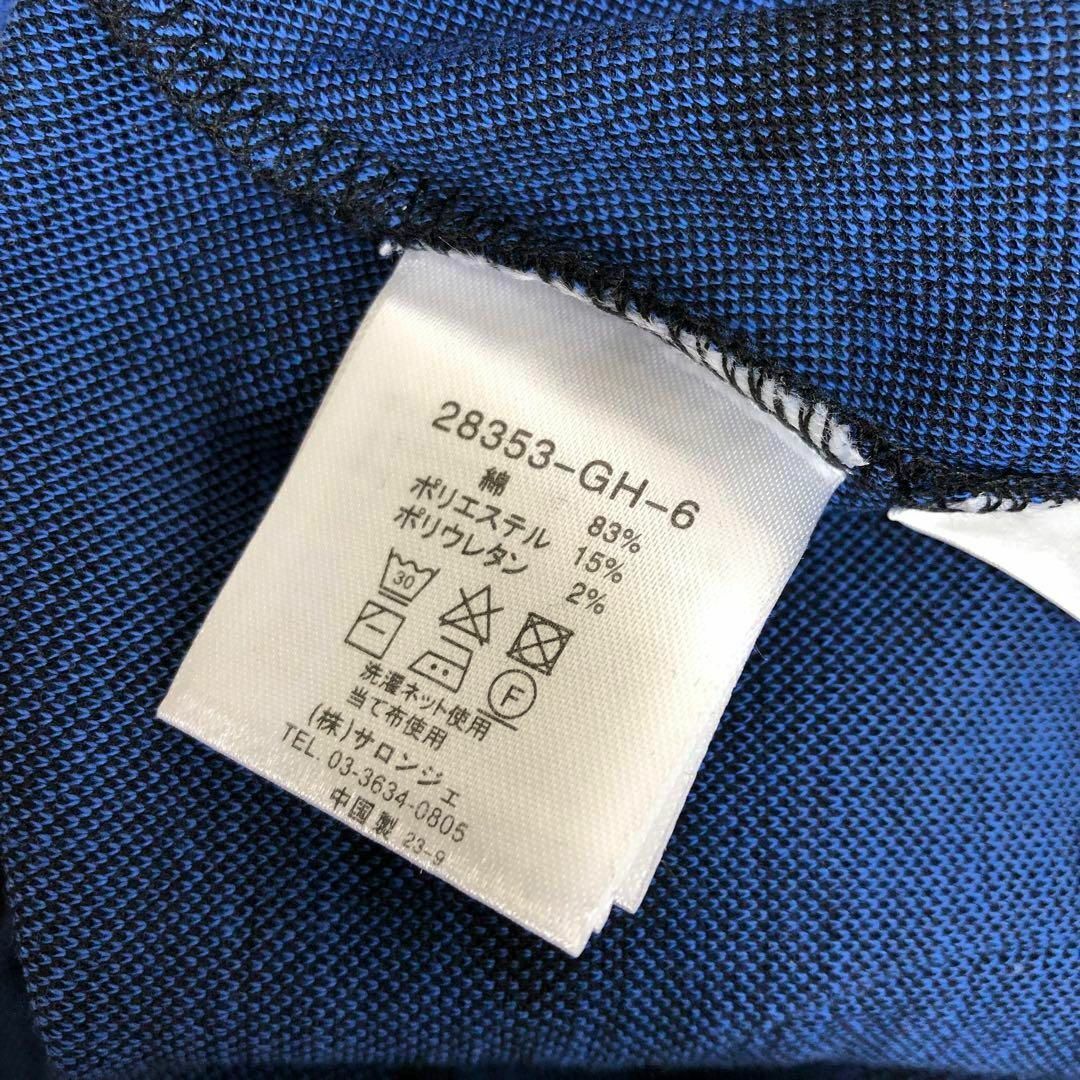 28353-GH-6
綿 83%
ポリエステル 15%
ポリウレタン 2%
30
F
洗濯ネット使用
当て布使用
(株)サロンジェ
TEL. 03-3634-0805
中国製 23-9